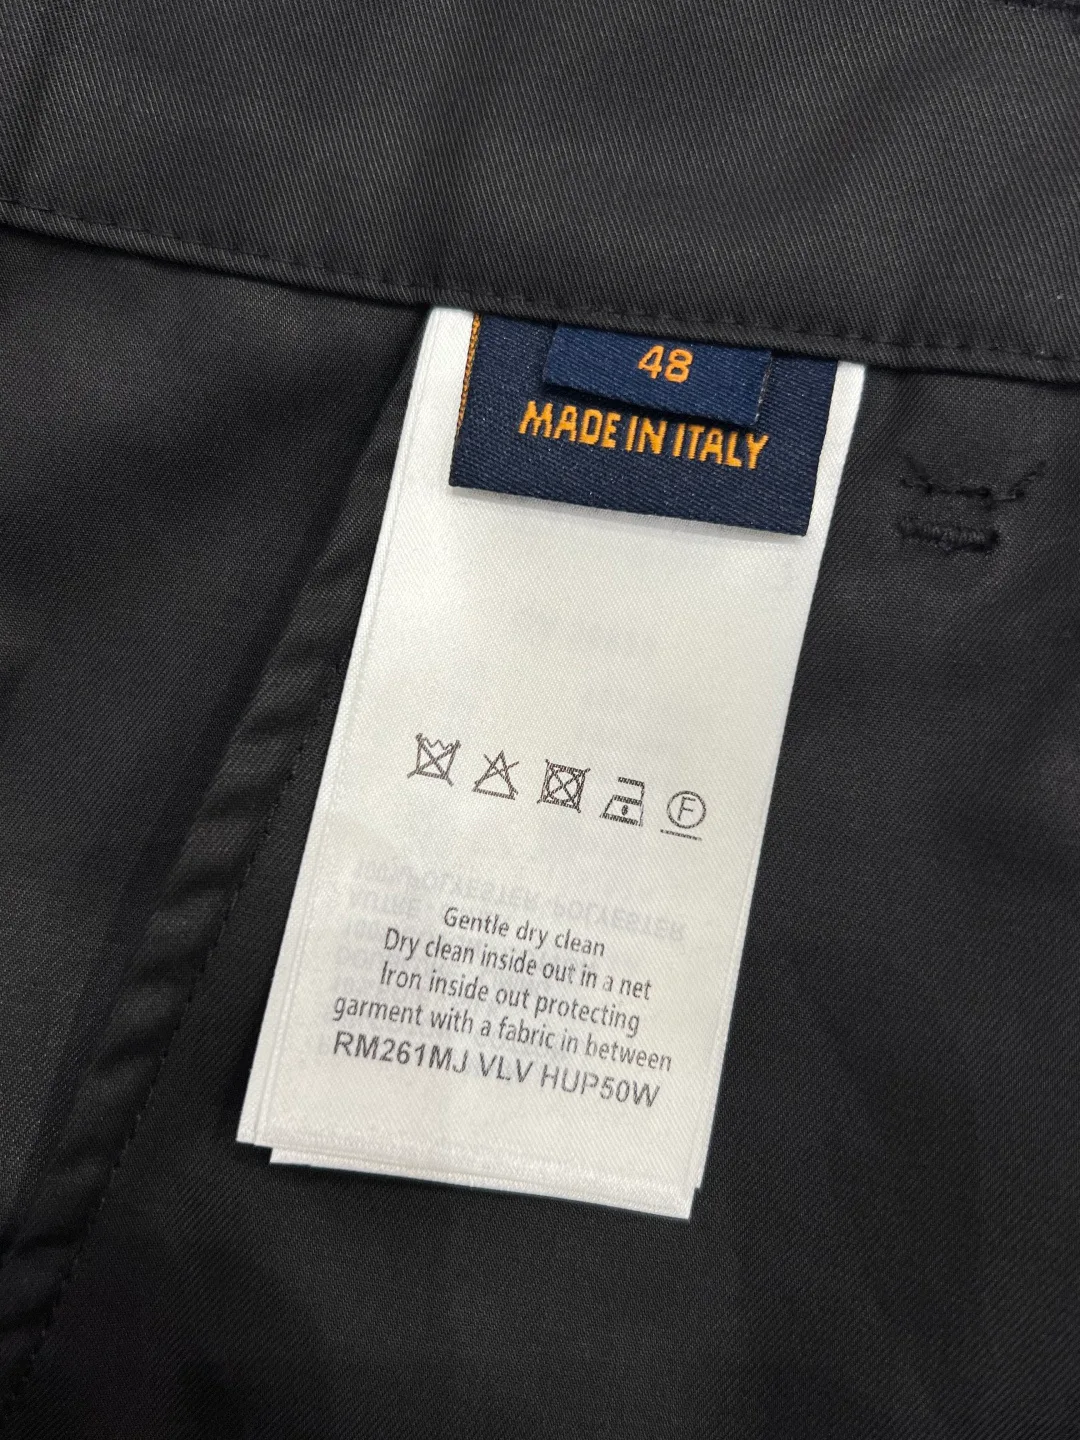 48
MADE IN ITALY
F
Gentle dry clean
Dry clean inside out in a net
Iron inside out protecting
garment with a fabric in between
RM261MJ VLV HUP50W